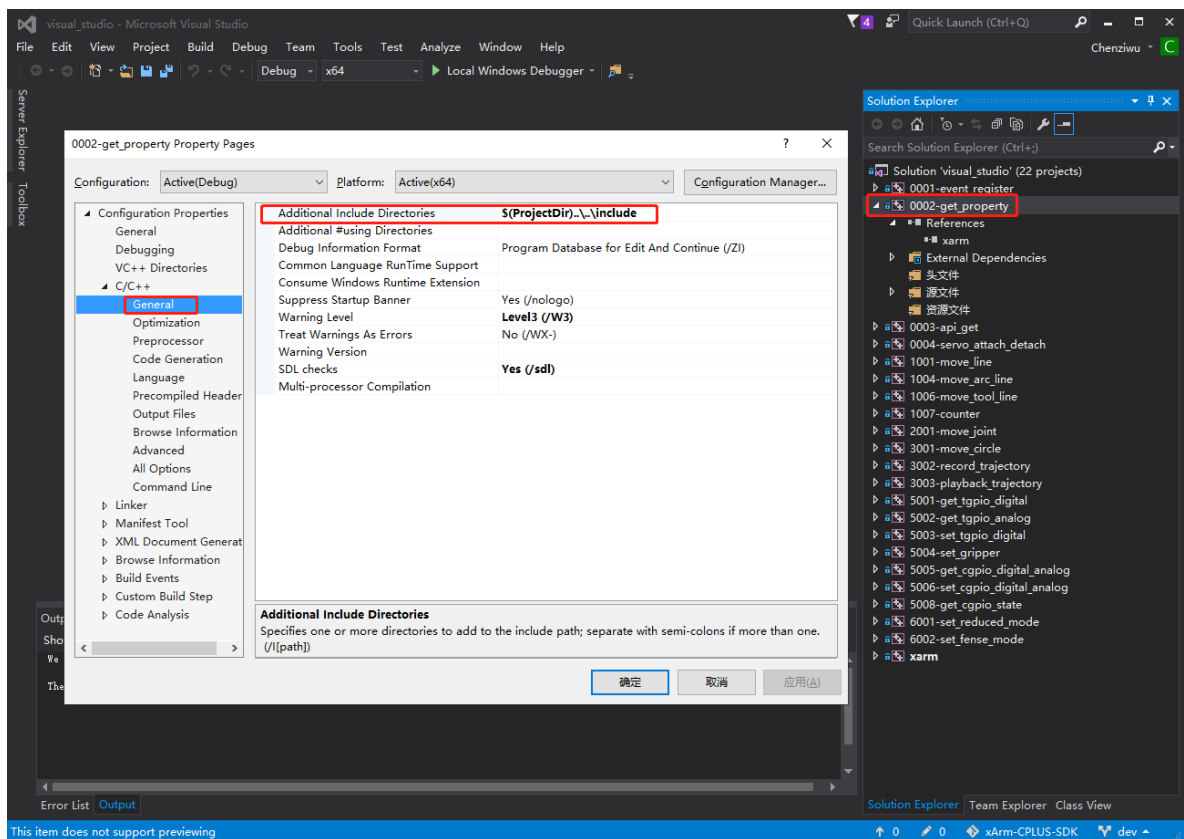 visual_studio - Microsoft Visual Studio
4
Quick Launch (Ctrl+Q)
File Edit View Project Build Debug Team Tools Test Analyze Window Help
Chenziwu
C
Debug x64 Local Windows Debugger
Server Explorer
Toolbox
0002-get_property Property Pages
? ×
Configuration: Active(Debug) Platform: Active(x64) Configuration Manager...
Configuration Properties
General
Debugging
VC++ Directories
C/C++
General
Optimization
Preprocessor
Code Generation
Language
Precompiled Header
Output Files
Browse Information
Advanced
All Options
Command Line
Linker
Manifest Tool
XML Document Generat
Browse Information
Build Events
Custom Build Step
Code Analysis
Additional Include Directories $(ProjectDir)..\..\include
Additional #using Directories
Debug Information Format Program Database for Edit And Continue (/ZI)
Common Language RunTime Support
Consume Windows Runtime Extension
Suppress Startup Banner Yes (/nologo)
Warning Level Level3 (/W3)
Treat Warnings As Errors No (/WX-)
Warning Version
SDL checks Yes (/sdl)
Multi-processor Compilation
Additional Include Directories
Specifies one or more directories to add to the include path; separate with semi-colons if more than one.
(/I[path])
确定 取消 应用(A)
Outp
Sho
We
The
Error List Output
Solution Explorer
Search Solution Explorer (Ctrl+;)
Solution 'visual_studio' (22 projects)
0001-event register
0002-get_property
References
xarm
External Dependencies
头文件
源文件
资源文件
0003-api_get
0004-servo_attach_detach
1001-move_line
1004-move_arc_line
1006-move_tool_line
1007-counter
2001-move_joint
3001-move_circle
3002-record_trajectory
3003-playback_trajectory
5001-get_tgpio_digital
5002-get_tgpio_analog
5003-set_tgpio_digital
5004-set_gripper
5005-get_cgpio_digital_analog
5006-set_cgpio_digital_analog
5008-get_cgpio_state
6001-set_reduced_mode
6002-set_fense_mode
xarm
Solution Explorer Team Explorer Class View
This item does not support previewing
0 0 xArm-CPLUS-SDK dev